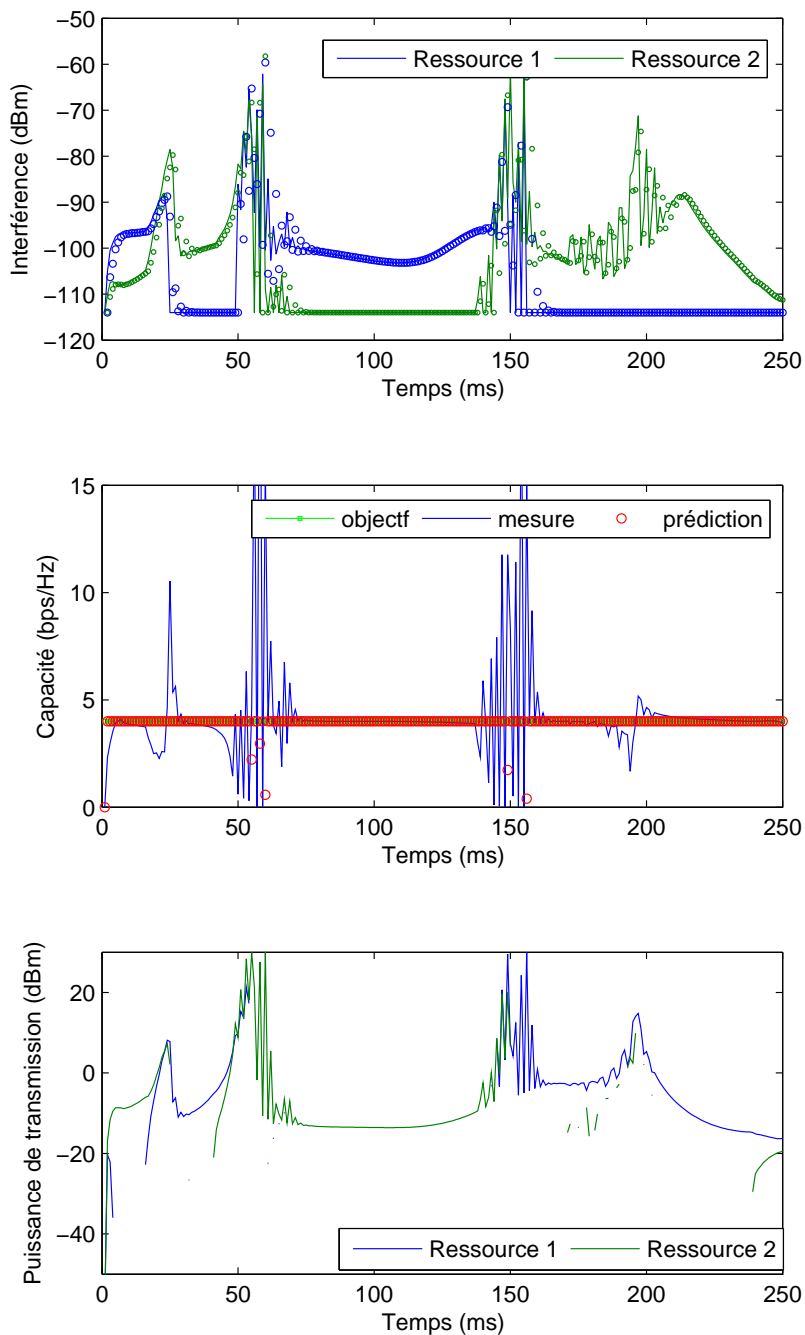 −50
−60
−70
−80
−90
−100
−114
−120
Interférence (dBm)
Ressource 1 Ressource 2
0 50 100 150 200 250
Temps (ms)
15
10
5
0
Capacité (bps/Hz)
objectf mesure prédiction
0 50 100 150 200 250
Temps (ms)
20
0
−20
−40
Puissance de transmission (dBm)
Ressource 1 Ressource 2
0 50 100 150 200 250
Temps (ms)